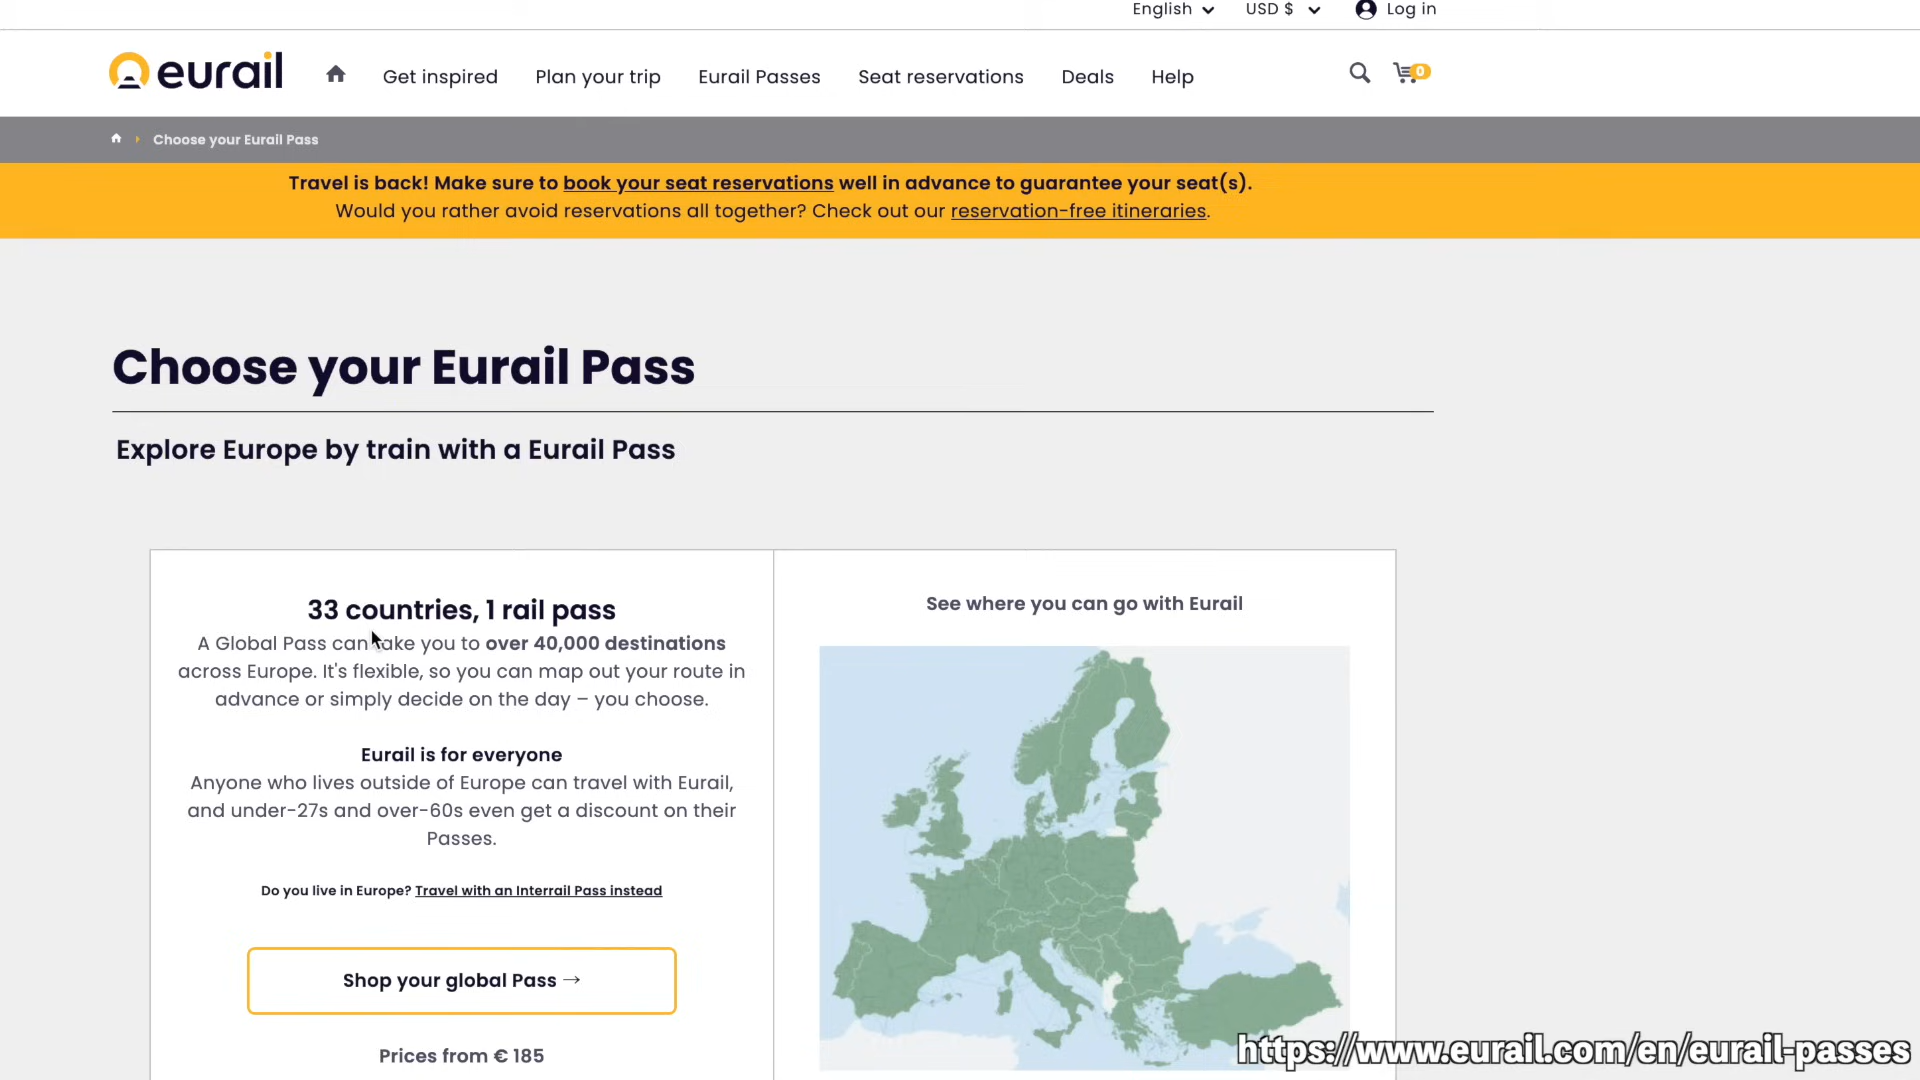 English
USD $
Log in
eurail
Get inspired
Plan your trip
Eurail Passes
Seat reservations
Deals
Help
0
Choose your Eurail Pass
Travel is back! Make sure to book your seat reservations well in advance to guarantee your seat(s).
Would you rather avoid reservations all together? Check out our reservation-free itineraries.
Choose your Eurail Pass
Explore Europe by train with a Eurail Pass
33 countries, 1 rail pass
A Global Pass can take you to over 40,000 destinations
across Europe. It's flexible, so you can map out your route in
advance or simply decide on the day – you choose.
Eurail is for everyone
Anyone who lives outside of Europe can travel with Eurail,
and under-27s and over-60s even get a discount on their
Passes.
Do you live in Europe? Travel with an Interrail Pass instead
Shop your global Pass →
Prices from € 185
See where you can go with Eurail
https://www.eurail.com/en/eurail-passes